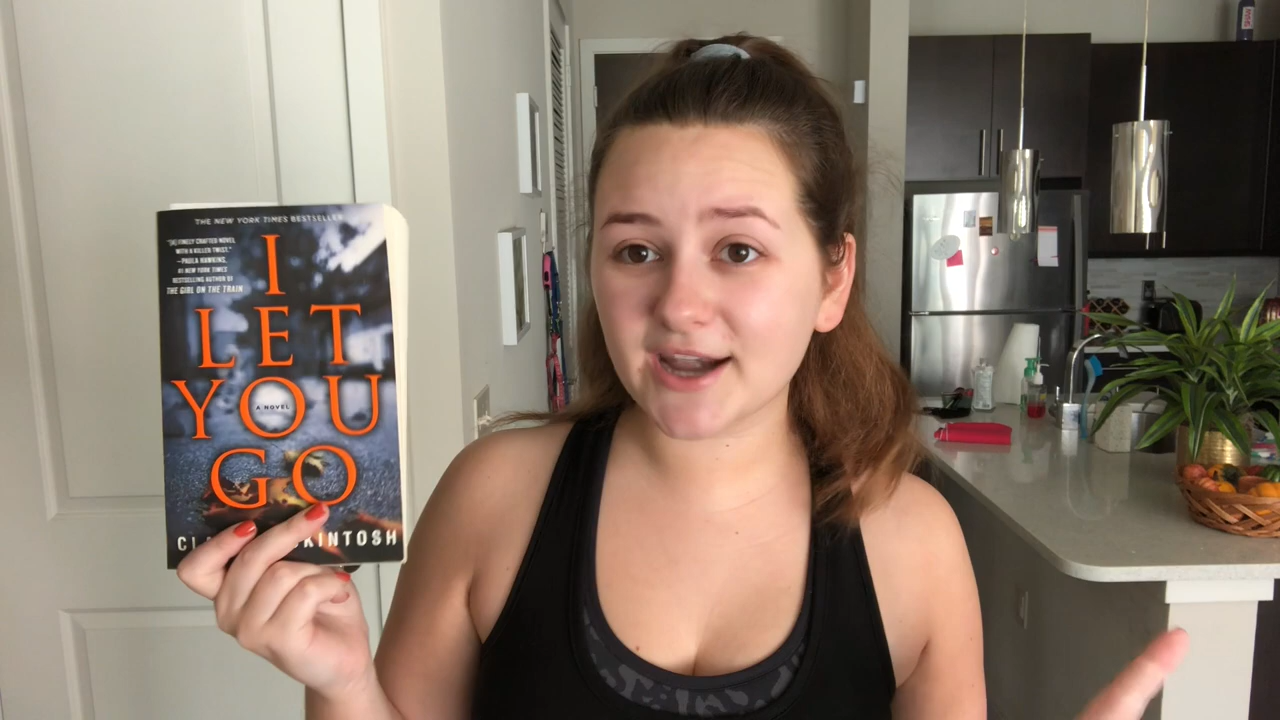 THE NEW YORK TIMES BESTSELLER
"[A] FINELY CRAFTED NOVEL
WITH A KILLER TWIST."
—PAULA HAWKINS,
#1 NEW YORK TIMES
BESTSELLING AUTHOR OF
THE GIRL ON THE TRAIN
I
LET
YOU
A NOVEL
GO
KINTOSH